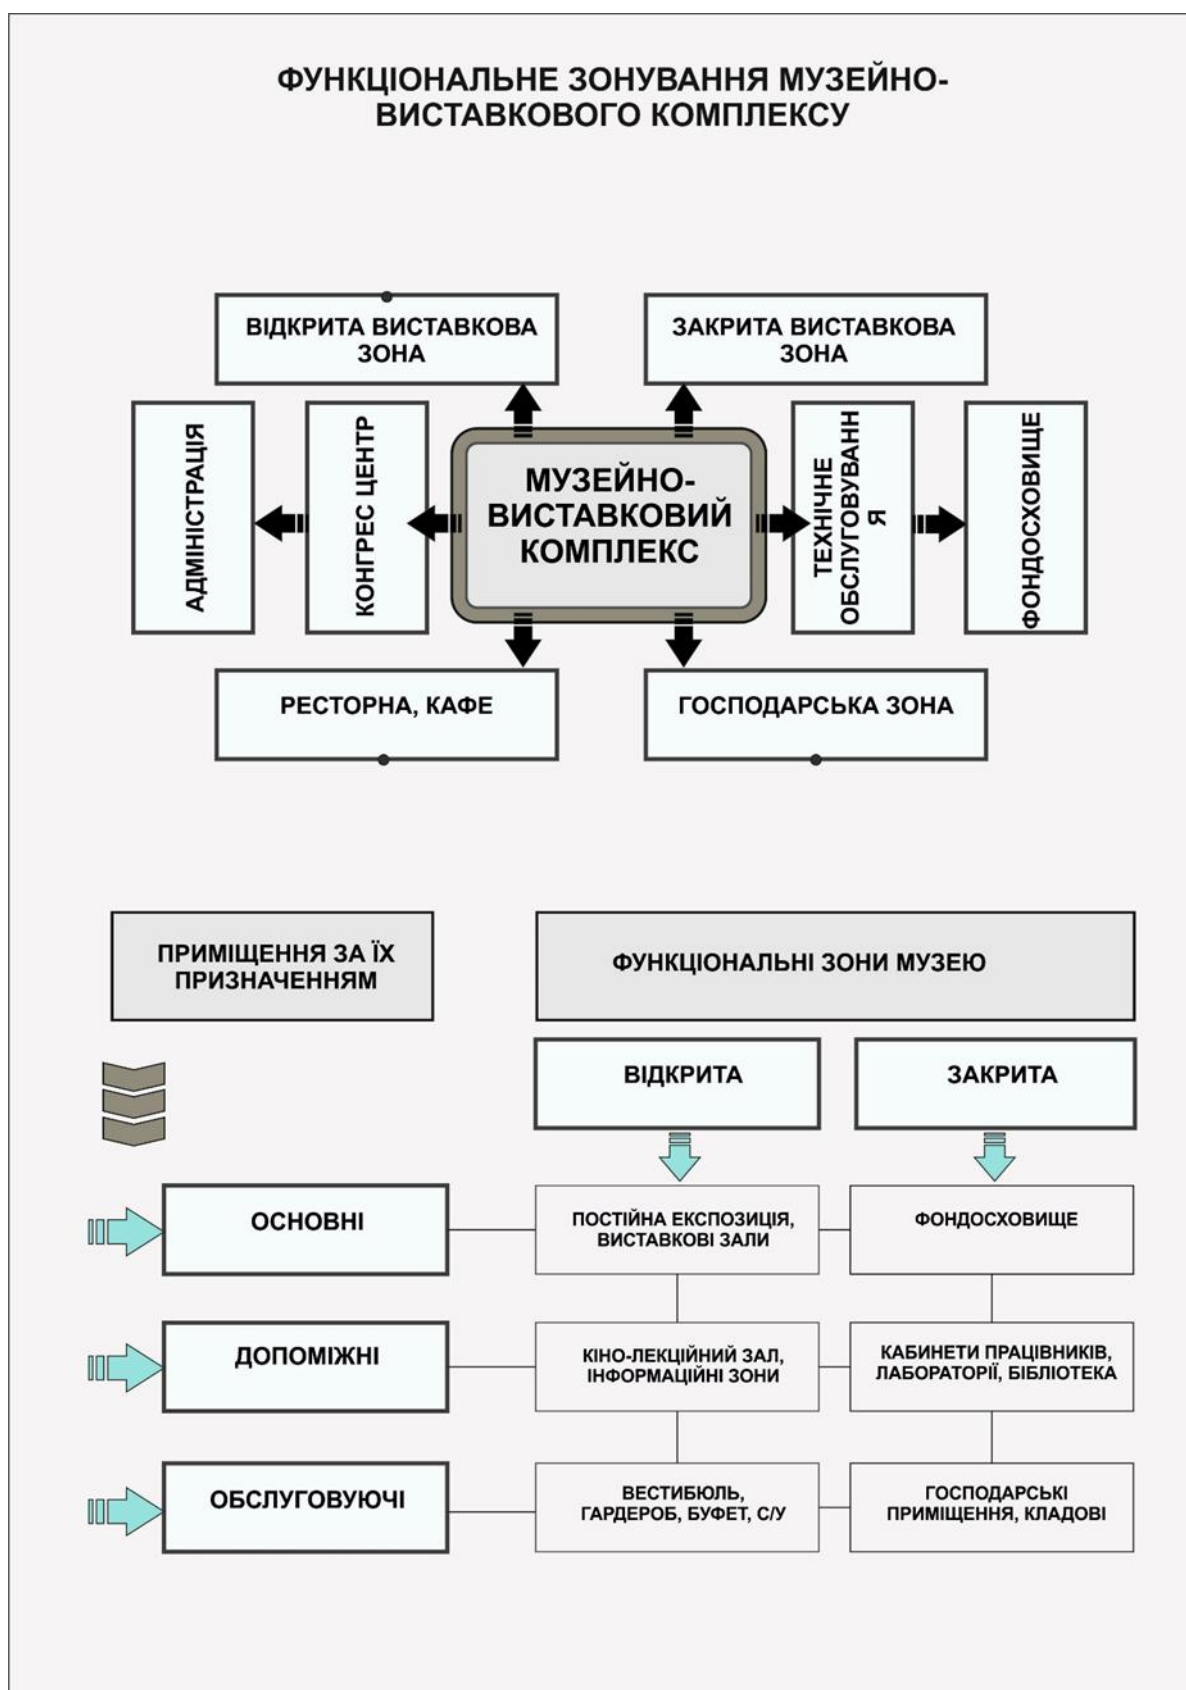 ФУНКЦІОНАЛЬНЕ ЗОНУВАННЯ МУЗЕЙНО-
ВИСТАВКОВОГО КОМПЛЕКСУ
ВІДКРИТА ВИСТАВКОВА
ЗОНА
ЗАКРИТА ВИСТАВКОВА
ЗОНА
АДМІНІСТРАЦІЯ
КОНГРЕС ЦЕНТР
МУЗЕЙНО-
ВИСТАВКОВИЙ
КОМПЛЕКС
ТЕХНІЧНЕ
ОБСЛУГОВУВАНН
Я
ФОНДОСХОВИЩЕ
РЕСТОРНА, КАФЕ
ГОСПОДАРСЬКА ЗОНА
ПРИМІЩЕННЯ ЗА ЇХ
ПРИЗНАЧЕННЯМ
ФУНКЦІОНАЛЬНІ ЗОНИ МУЗЕЮ
ВІДКРИТА
ЗАКРИТА
ОСНОВНІ
ПОСТІЙНА ЕКСПОЗИЦІЯ,
ВИСТАВКОВІ ЗАЛИ
ФОНДОСХОВИЩЕ
ДОПОМІЖНІ
КІНО-ЛЕКЦІЙНИЙ ЗАЛ,
ІНФОРМАЦІЙНІ ЗОНИ
КАБИНЕТИ ПРАЦІВНИКІВ,
ЛАБОРАТОРІЇ, БІБЛІОТЕКА
ОБСЛУГОВУЮЧІ
ВЕСТИБЮЛЬ,
ГАРДЕРОБ, БУФЕТ, С/У
ГОСПОДАРСЬКІ
ПРИМІЩЕННЯ, КЛАДОВІ